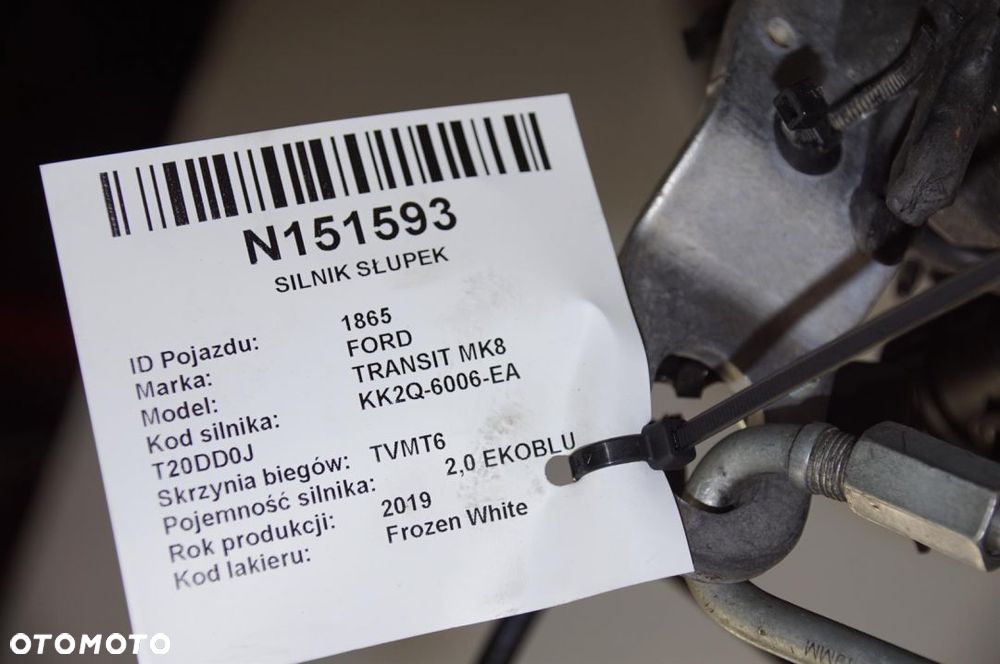 N151593
SILNIK SŁUPEK
ID Pojazdu: 1865
Marka: FORD
Model: TRANSIT MK8
Kod silnika: KK2Q-6006-EA
T20DD0J
Skrzynia biegów: TVMT6
Pojemność silnika: 2,0 EKOBLU
Rok produkcji: 2019
Kod lakieru: Frozen White
OTOMOTO